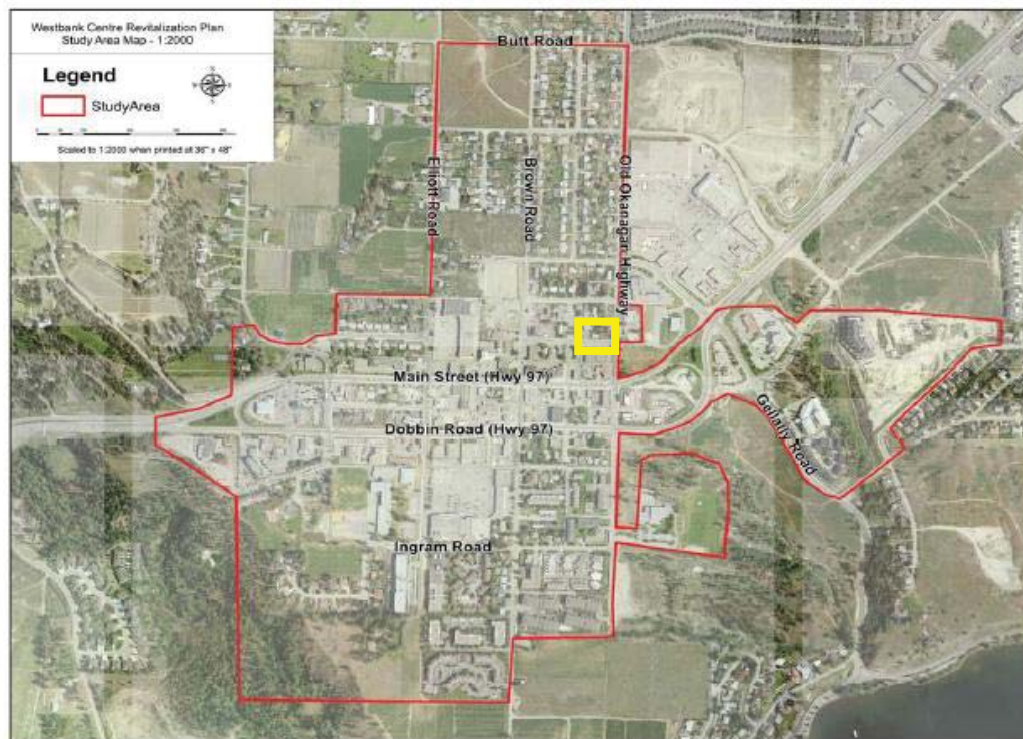 Westbank Centre Revitalization Plan
Study Area Map - 1:2000
Legend
StudyArea
Scaled to 1:2000 when printed at 36" x 48"
Butt Road
Elliott Road
Brown Road
Old Okanagan Highway
Main Street (Hwy 97)
Dobbin Road (Hwy 97)
Gellatly Road
Ingram Road